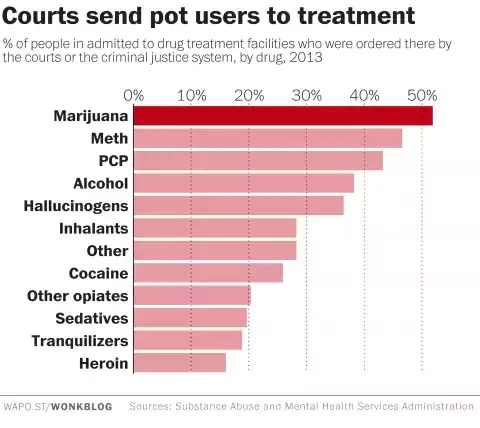 Courts send pot users to treatment
% of people in admitted to drug treatment facilities who were ordered there by
the courts or the criminal justice system, by drug, 2013
0% 10% 20% 30% 40% 50%
Marijuana
Meth
PCP
Alcohol
Hallucinogens
Inhalants
Other
Cocaine
Other opiates
Sedatives
Tranquilizers
Heroin
WAPO.ST/WONKBLOG Sources: Substance Abuse and Mental Health Services Administration